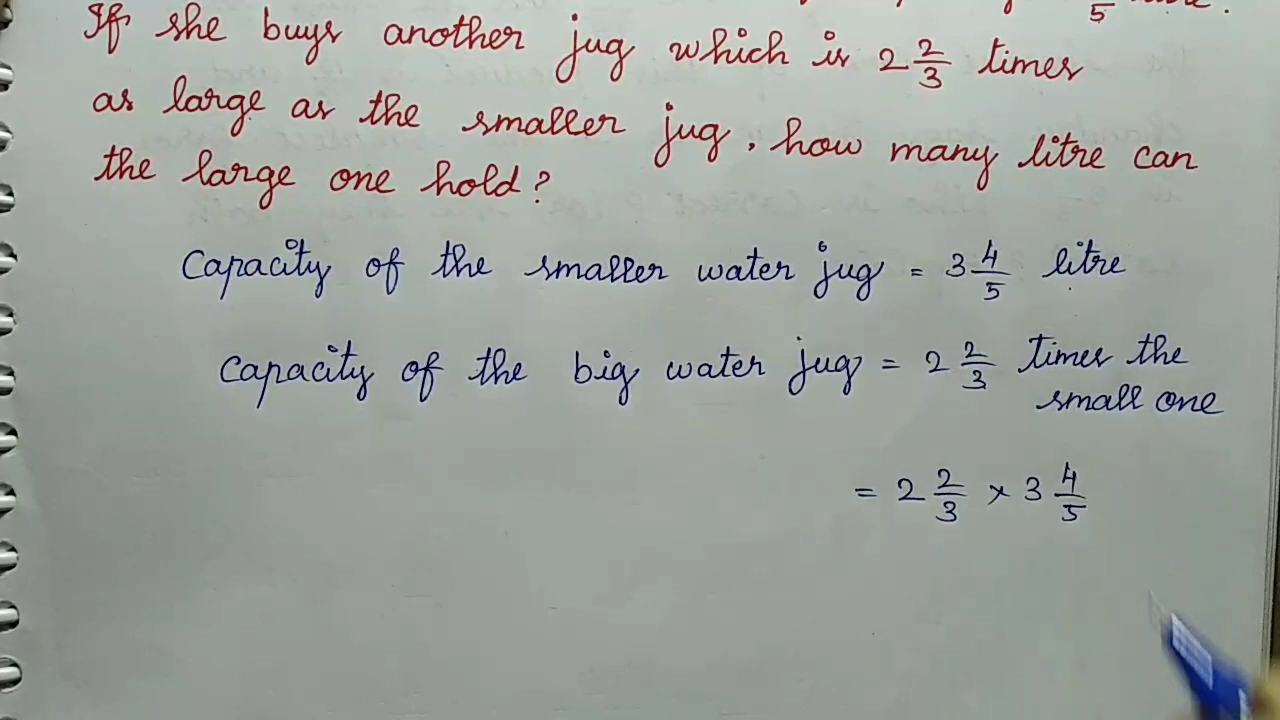 5
If she buys another jug which is 2 2/3 times
as large as the smaller jug, how many litre can
the large one hold?
Capacity of the smaller water jug = 3 4/5 litre
Capacity of the big water jug = 2 2/3 times the
small one
= 2 2/3 × 3 4/5